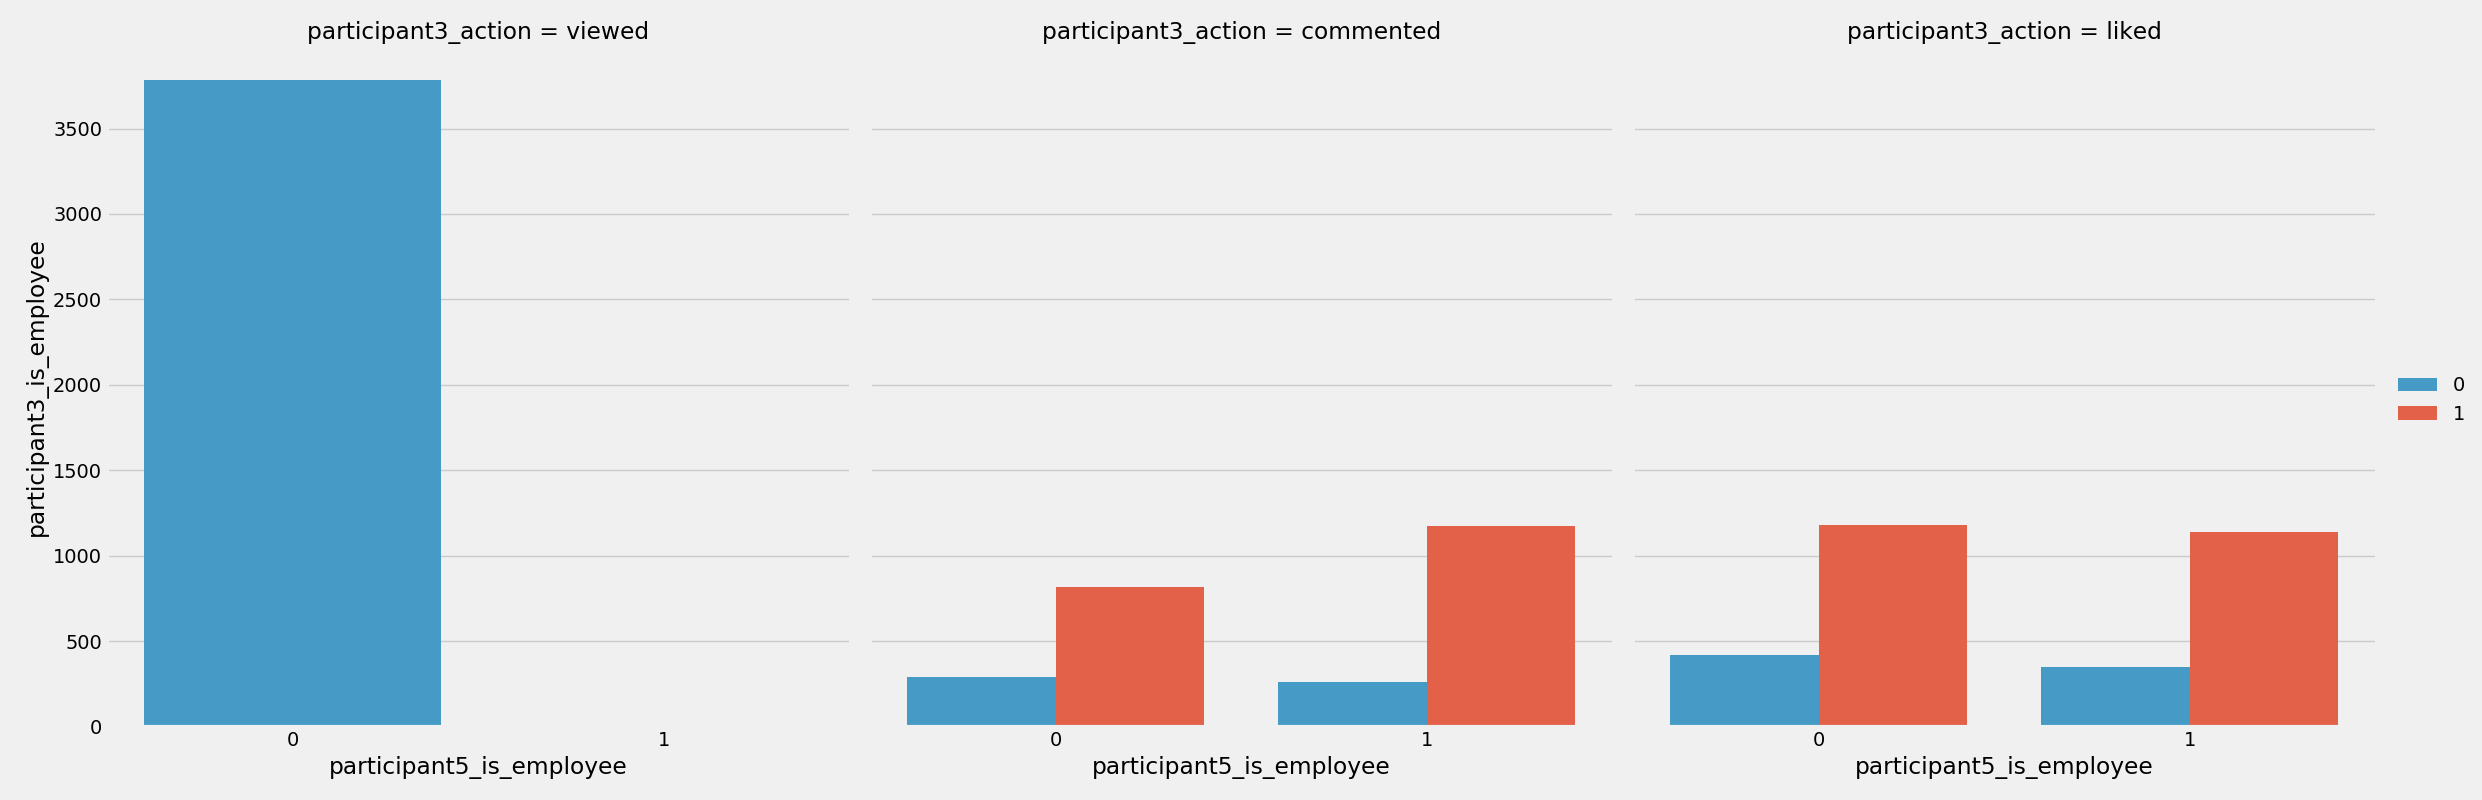 participant3_action = viewed
participant3_action = commented
participant3_action = liked
participant3_is_employee
3500
3000
2500
2000
1500
1000
500
0
0
1
0
1
0
1
participant5_is_employee
participant5_is_employee
participant5_is_employee
0
1